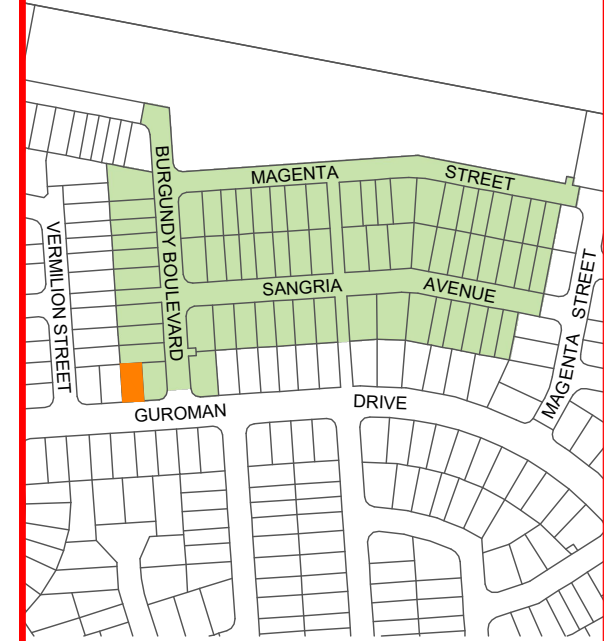 MAGENTA STREET
BURGUNDY BOULEVARD
VERMILION STREET
SANGRIA AVENUE
MAGENTA STREET
GUROMAN DRIVE